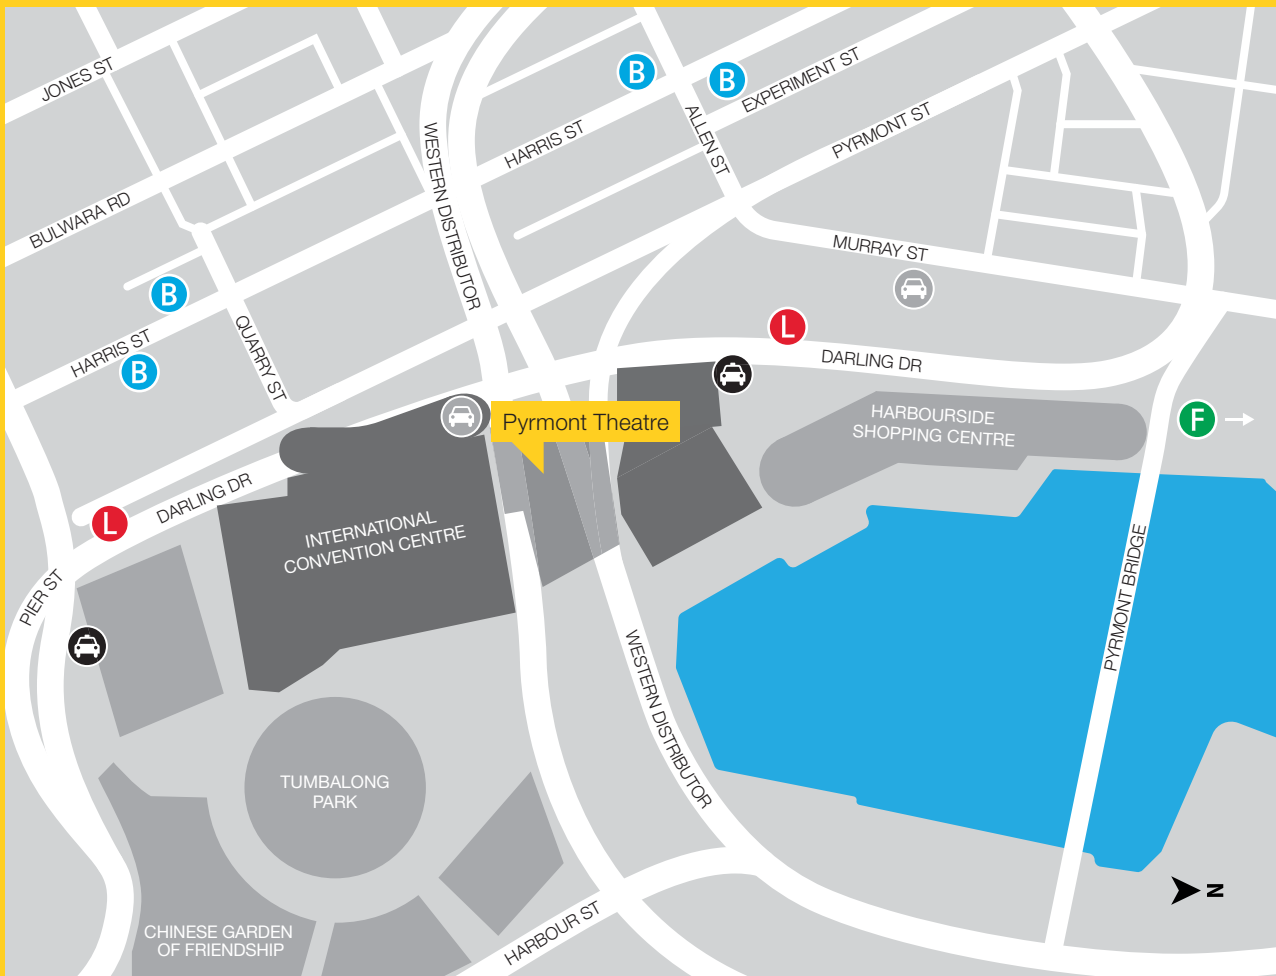 JONES ST
B
B
EXPERIMENT ST
WESTERN DISTRIBUTOR
HARRIS ST
ALLEN ST
PYRMONT ST
BULWARA RD
MURRAY ST
B
HARRIS ST
B
QUARRY ST
L
DARLING DR
Pyrmont Theatre
HARBOURSIDE
SHOPPING CENTRE
F
DARLING DR
L
INTERNATIONAL
CONVENTION CENTRE
PIER ST
PYRMONT BRIDGE
WESTERN DISTRIBUTOR
TUMBALONG
PARK
N
CHINESE GARDEN
OF FRIENDSHIP
HARBOUR ST